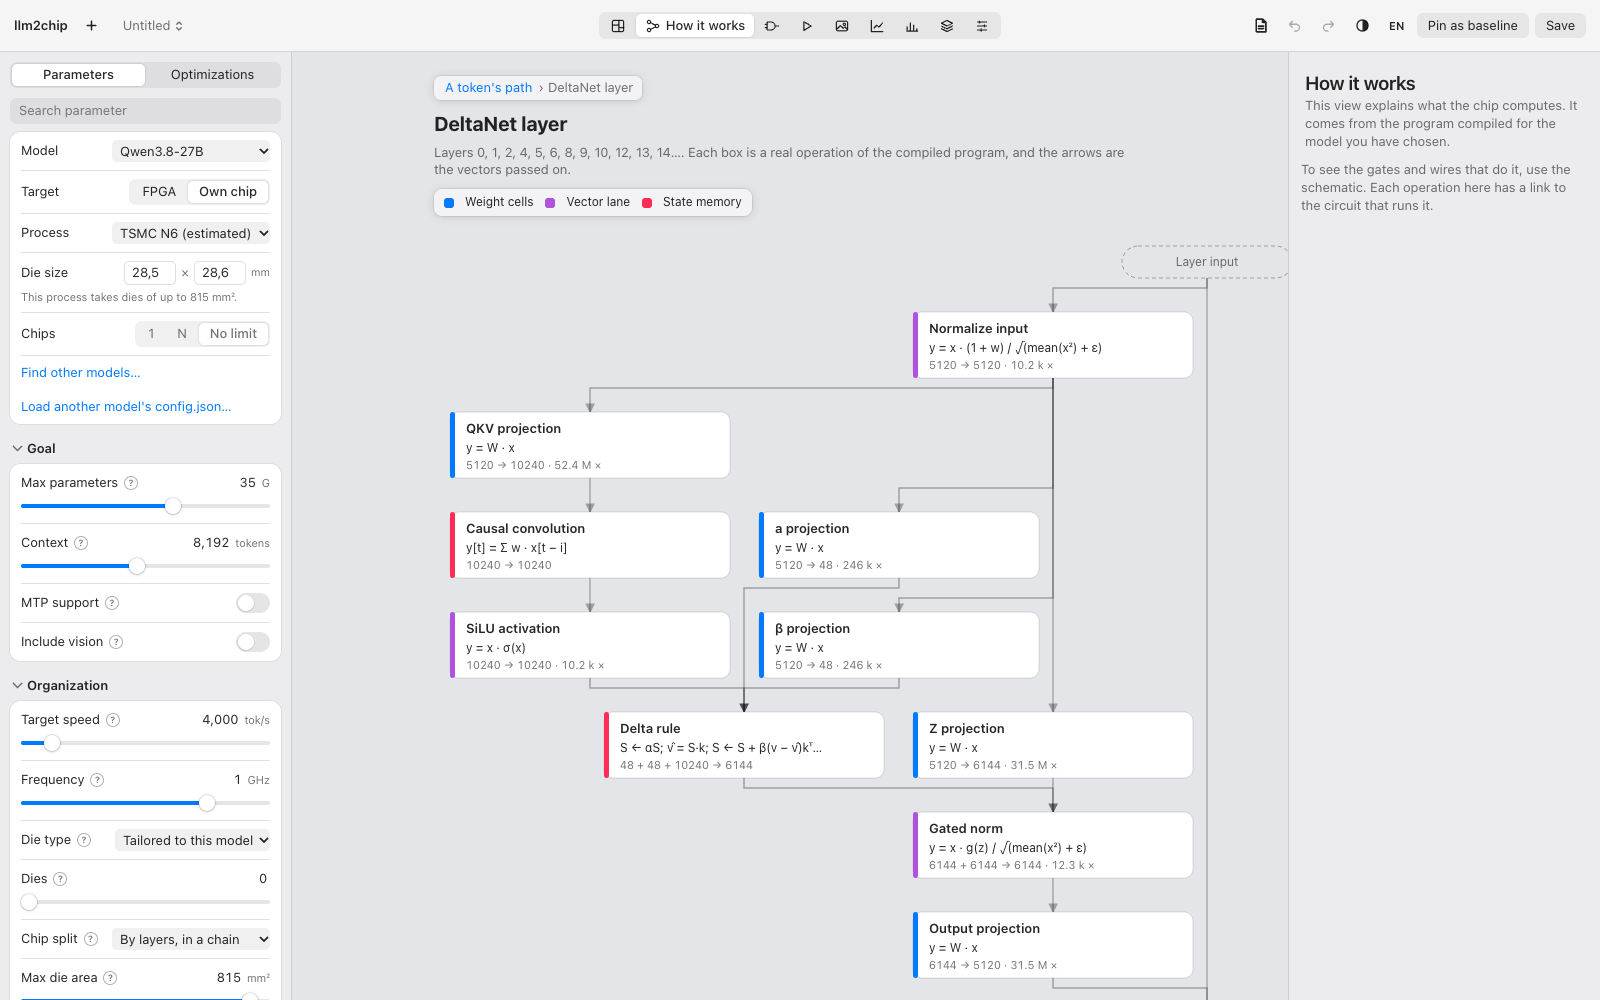 llm2chip + Untitled
How it works
EN Pin as baseline Save
Parameters Optimizations
Search parameter
Model Qwen3.8-27B
Target FPGA Own chip
Process TSMC N6 (estimated)
Die size 28,5 × 28,6 mm
This process takes dies of up to 815 mm².
Chips 1 N No limit
Find other models...
Load another model's config.json...
Goal
Max parameters ? 35 G
Context ? 8,192 tokens
MTP support ?
Include vision ?
Organization
Target speed ? 4,000 tok/s
Frequency ? 1 GHz
Die type ? Tailored to this model
Dies ? 0
Chip split ? By layers, in a chain
Max die area ? 815 mm²
A token's path › DeltaNet layer
DeltaNet layer
Layers 0, 1, 2, 4, 5, 6, 8, 9, 10, 12, 13, 14.... Each box is a real operation of the compiled program, and the arrows are
the vectors passed on.
Weight cells Vector lane State memory
Layer input
Normalize input
y = x · (1 + w) / √(mean(x²) + ε)
5120 → 5120 · 10.2 k ×
QKV projection
y = W · x
5120 → 10240 · 52.4 M ×
Causal convolution
y[t] = Σ w · x[t − i]
10240 → 10240
a projection
y = W · x
5120 → 48 · 246 k ×
SiLU activation
y = x · σ(x)
10240 → 10240 · 10.2 k ×
β projection
y = W · x
5120 → 48 · 246 k ×
Delta rule
S ← αS; v̂ = S·k; S ← S + β(v − v̂)kᵀ...
48 + 48 + 10240 → 6144
Z projection
y = W · x
5120 → 6144 · 31.5 M ×
Gated norm
y = x · g(z) / √(mean(x²) + ε)
6144 + 6144 → 6144 · 12.3 k ×
Output projection
y = W · x
6144 → 5120 · 31.5 M ×
How it works
This view explains what the chip computes. It
comes from the program compiled for the
model you have chosen.
To see the gates and wires that do it, use the
schematic. Each operation here has a link to
the circuit that runs it.